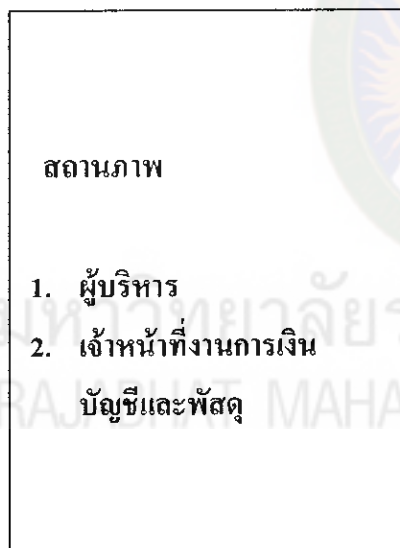 สถานภาพ
1. ผู้บริหาร
มหาวิทยาลัยร
2. เจ้าหน้าที่งานการเงิน
บัญชีและพัสดุ
MAHA